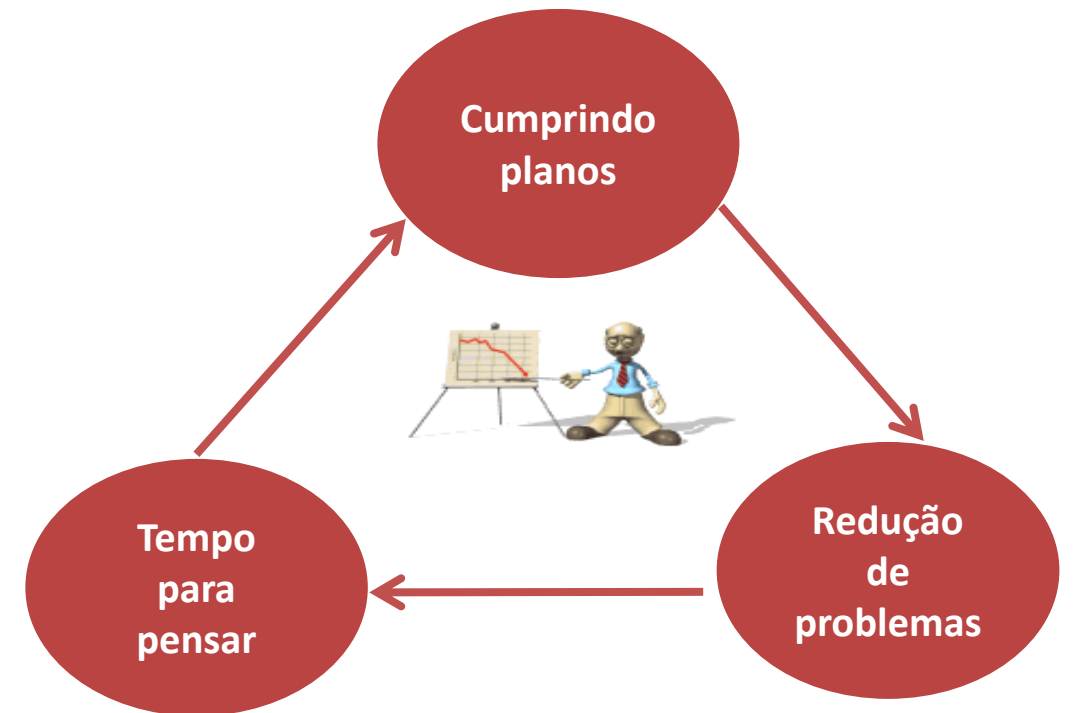 Cumprindo
planos
Tempo
para
pensar
Redução
de
problemas